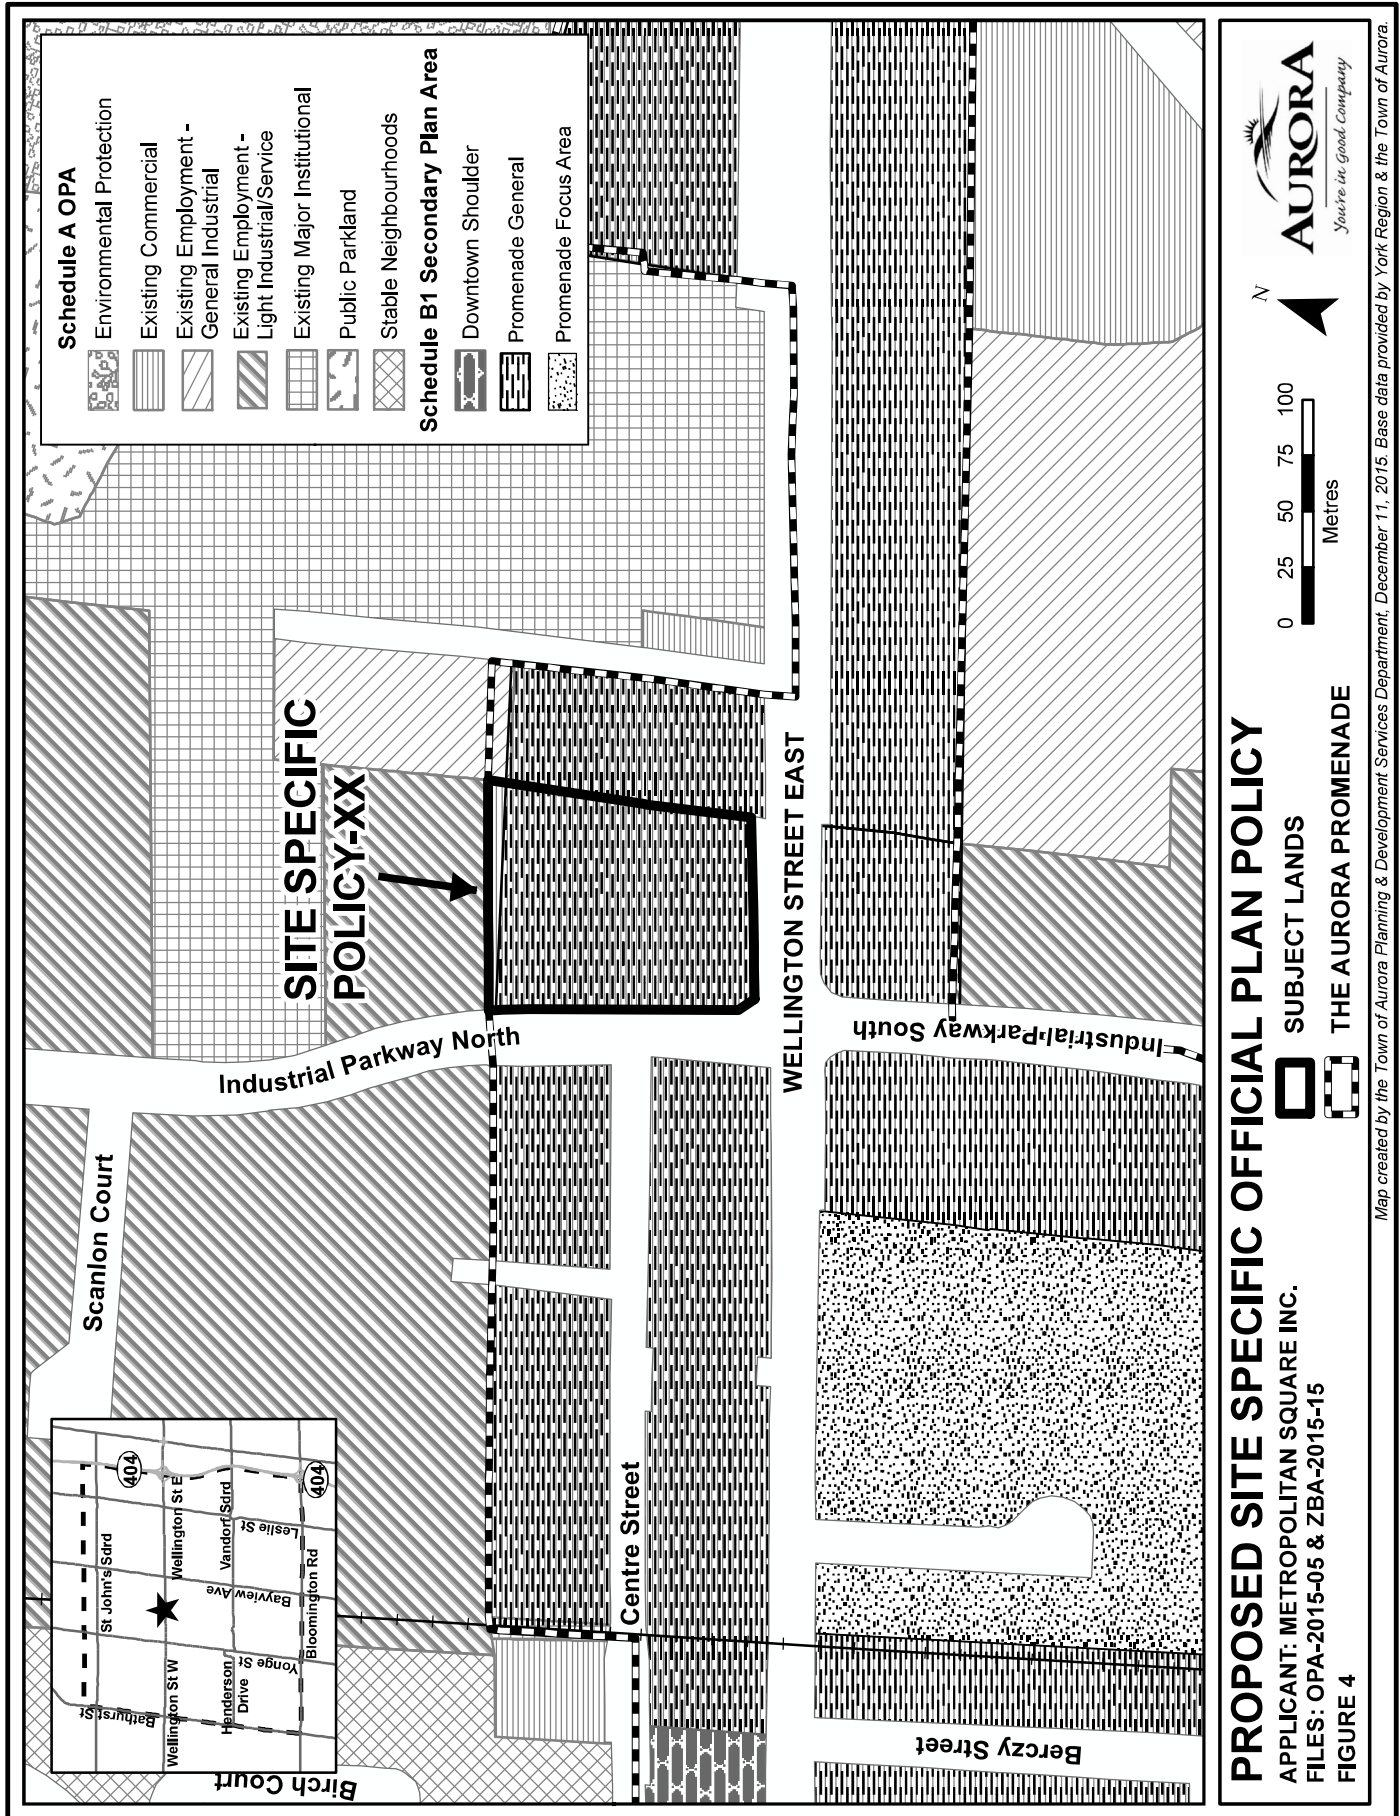 Schedule A OPA
Environmental Protection
Existing Commercial
Existing Employment -
General Industrial
Existing Employment -
Light Industrial/Service
Existing Major Institutional
Public Parkland
Stable Neighbourhoods
Schedule B1 Secondary Plan Area
Downtown Shoulder
Promenade General
Promenade Focus Area
St John's Sdrd
404
Wellington St E
Wellington St W
Vandorf Sdrd
Leslie St
Bayview Ave
Yonge St
Bathurst St
Henderson
Drive
Bloomington Rd
404
Scanlon Court
Birch Court
Industrial Parkway North
SITE SPECIFIC
POLICY-XX
Centre Street
WELLINGTON STREET EAST
Industrial Parkway South
Berczy Street
PROPOSED SITE SPECIFIC OFFICIAL PLAN POLICY
APPLICANT: METROPOLITAN SQUARE INC.
FILES: OPA-2015-05 & ZBA-2015-15
FIGURE 4
SUBJECT LANDS
THE AURORA PROMENADE
0 25 50 75 100
Metres
N
AURORA
You're in Good Company
Map created by the Town of Aurora Planning & Development Services Department, December 11, 2015. Base data provided by York Region & the Town of Aurora.